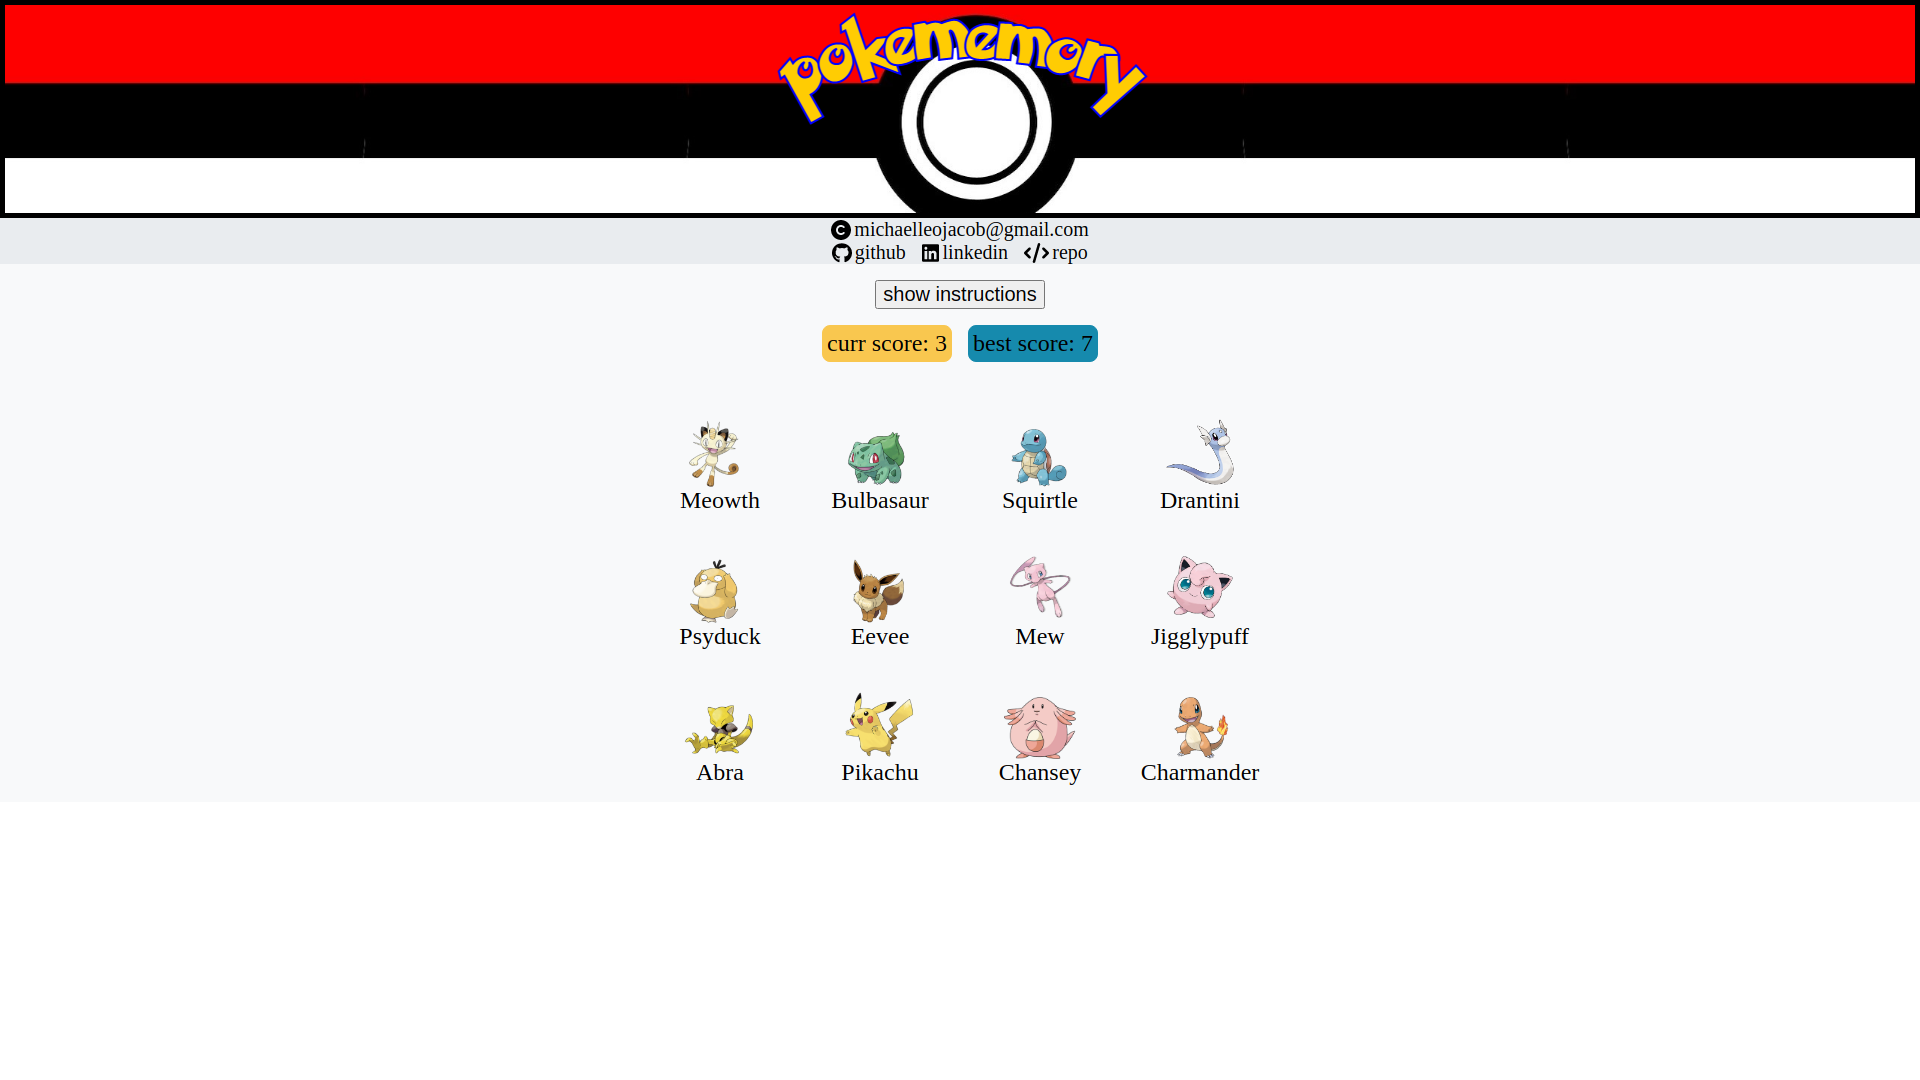 pokememory
michaelleojacob@gmail.com
github linkedin repo
show instructions
curr score: 3 best score: 7
Meowth Bulbasaur Squirtle Drantini
Psyduck Eevee Mew Jigglypuff
Abra Pikachu Chansey Charmander